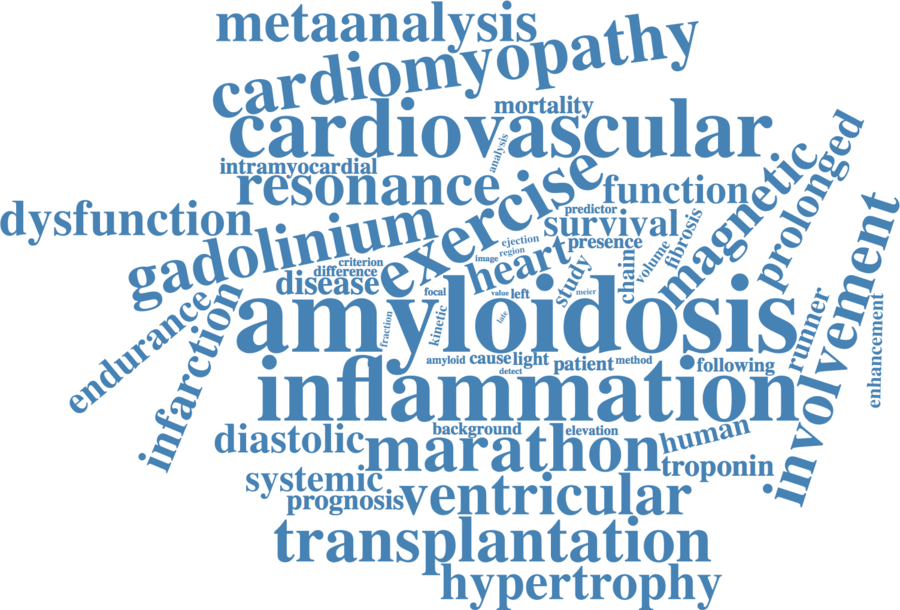 metaanalysis
cardiomyopathy
mortality
cardiovascular
analysis
intramyocardial
resonance
exercise
function
magnetic
prolonged
dysfunction
gadolinium
predictor
survival
fibrosis
ejection
region
presence
heart
image
criterion
difference
disease
study
chain
volume
involvement
endurance
infarction
focal
value
left
meier
amyloidosis
late
kinetic
fraction
runner
enhancement
amyloid
cause
light
patient
method
following
detect
inflammation
background
elevation
human
diastolic
marathon
troponin
systemic
prognosis
ventricular
transplantation
hypertrophy